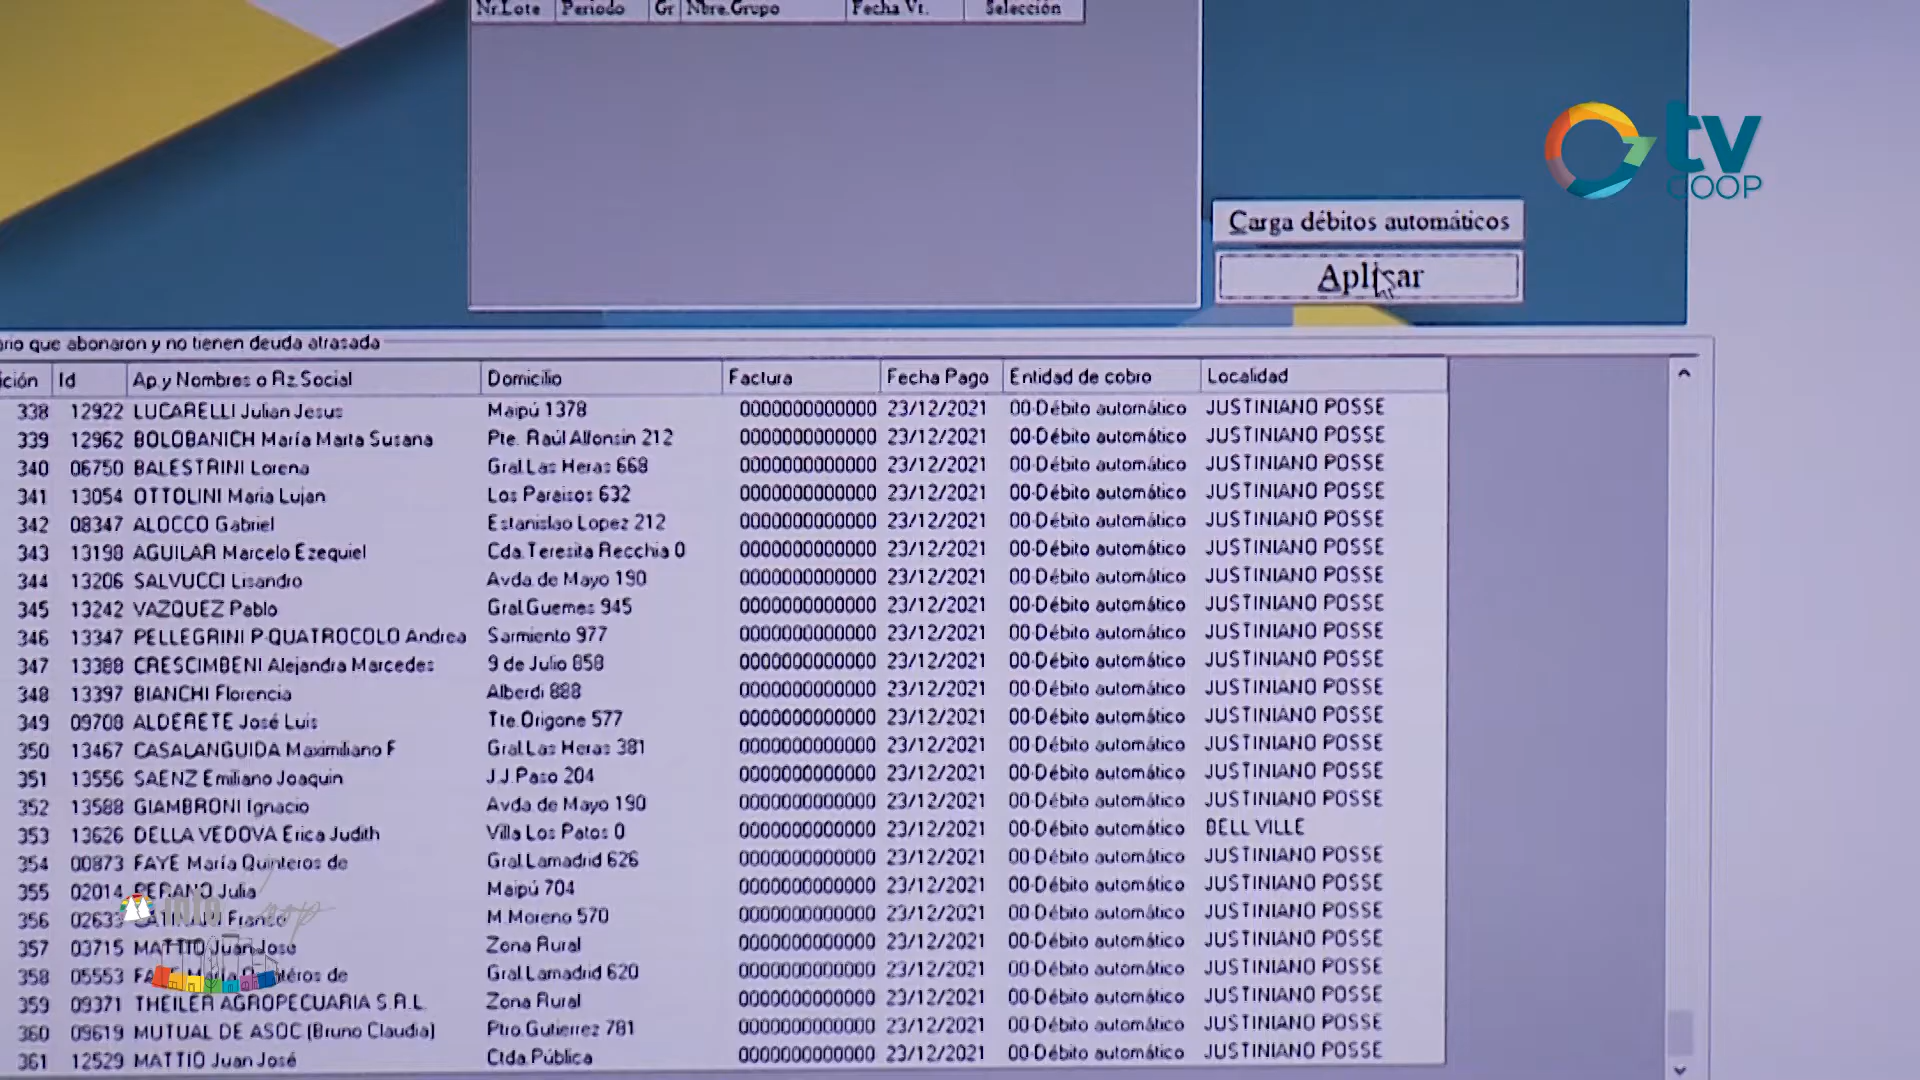 Nr.Lote Periodo Gr Nbre.Grupo Fecha Vt. Selección
tv
COOP
Carga débitos automáticos
Aplicar
ario que abonaron y no tienen deuda atrasada
ición Id Ap.y Nombres o Rz.Social Domicilio Factura Fecha Pago Entidad de cobro Localidad
338 12922 LUCARELLI Julian Jesus Maipú 1378 0000000000000 23/12/2021 00-Débito automático JUSTINIANO POSSE
339 12962 BOLOBANICH María Marta Susana Pte. Raúl Alfonsin 212 0000000000000 23/12/2021 00-Débito automático JUSTINIANO POSSE
340 06750 BALESTRINI Lorena Gral.Las Heras 668 0000000000000 23/12/2021 00-Débito automático JUSTINIANO POSSE
341 13054 OTTOLINI Maria Lujan Los Paraisos 632 0000000000000 23/12/2021 00-Débito automático JUSTINIANO POSSE
342 08347 ALOCCO Gabriel Estanislao Lopez 212 0000000000000 23/12/2021 00-Débito automático JUSTINIANO POSSE
343 13198 AGUILAR Marcelo Ezequiel Cda.Teresita Recchia 0 0000000000000 23/12/2021 00-Débito automático JUSTINIANO POSSE
344 13206 SALVUCCI Lisandro Avda de Mayo 190 0000000000000 23/12/2021 00-Débito automático JUSTINIANO POSSE
345 13242 VAZQUEZ Pablo Gral.Guemes 945 0000000000000 23/12/2021 00-Débito automático JUSTINIANO POSSE
346 13347 PELLEGRINI P-QUATROCOLO Andrea Sarmiento 977 0000000000000 23/12/2021 00-Débito automático JUSTINIANO POSSE
347 13388 CRESCIMBENI Alejandra Marcedes 9 de Julio 858 0000000000000 23/12/2021 00-Débito automático JUSTINIANO POSSE
348 13397 BIANCHI Florencia Alberdi 888 0000000000000 23/12/2021 00-Débito automático JUSTINIANO POSSE
349 09708 ALDERETE José Luis Tte.Origone 577 0000000000000 23/12/2021 00-Débito automático JUSTINIANO POSSE
350 13467 CASALANGUIDA Maximiliano F Gral.Las Heras 381 0000000000000 23/12/2021 00-Débito automático JUSTINIANO POSSE
351 13556 SAENZ Emiliano Joaquin J.J.Paso 204 0000000000000 23/12/2021 00-Débito automático JUSTINIANO POSSE
352 13588 GIAMBRONI Ignacio Avda de Mayo 190 0000000000000 23/12/2021 00-Débito automático JUSTINIANO POSSE
353 13626 DELLA VEDOVA Erica Judith Villa Los Patos 0 0000000000000 23/12/2021 00-Débito automático BELL VILLE
354 00873 FAYE María Quinteros de Gral.Lamadrid 626 0000000000000 23/12/2021 00-Débito automático JUSTINIANO POSSE
355 02014 PERANO Julia Maipú 704 0000000000000 23/12/2021 00-Débito automático JUSTINIANO POSSE
356 02633 Franco M Moreno 570 0000000000000 23/12/2021 00-Débito automático JUSTINIANO POSSE
357 03715 MATTIO Juan José Zona Rural 0000000000000 23/12/2021 00-Débito automático JUSTINIANO POSSE
358 05553 FAYE María Quinteros de Gral.Lamadrid 620 0000000000000 23/12/2021 00-Débito automático JUSTINIANO POSSE
359 09371 THEILER AGROPECUARIA S.R.L. Zona Rural 0000000000000 23/12/2021 00-Débito automático JUSTINIANO POSSE
360 09619 MUTUAL DE ASOC (Bruno Claudia) Ptro.Gutierrez 781 0000000000000 23/12/2021 00-Débito automático JUSTINIANO POSSE
361 12529 MATTIO Juan José Ctda.Pública 0000000000000 23/12/2021 00-Débito automático JUSTINIANO POSSE